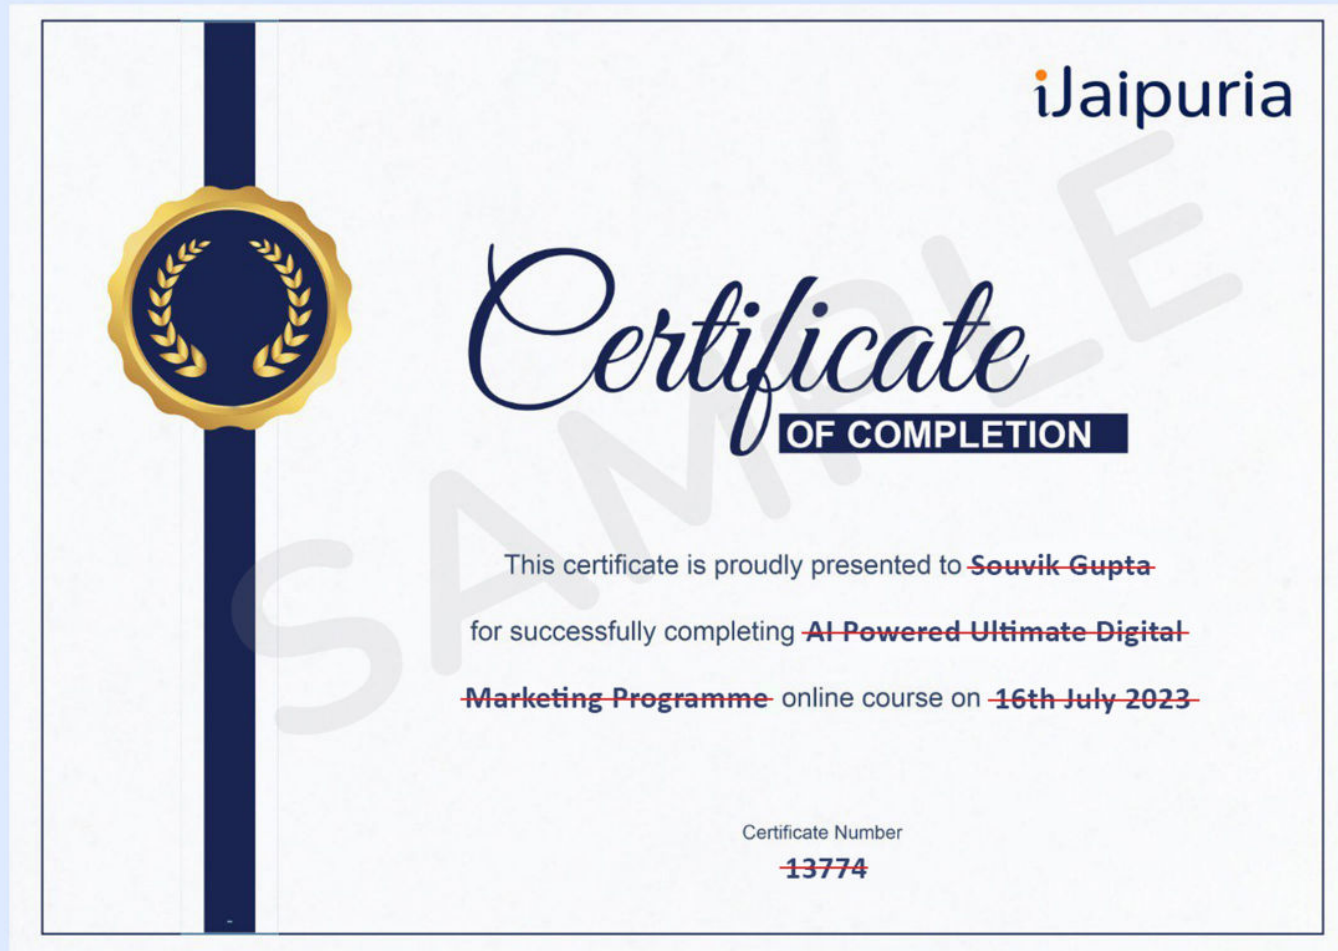 iJaipuria
Certificate
OF COMPLETION
SAMPLE
This certificate is proudly presented to Souvik Gupta
for successfully completing AI Powered Ultimate Digital
Marketing Programme online course on 16th July 2023
Certificate Number
13774